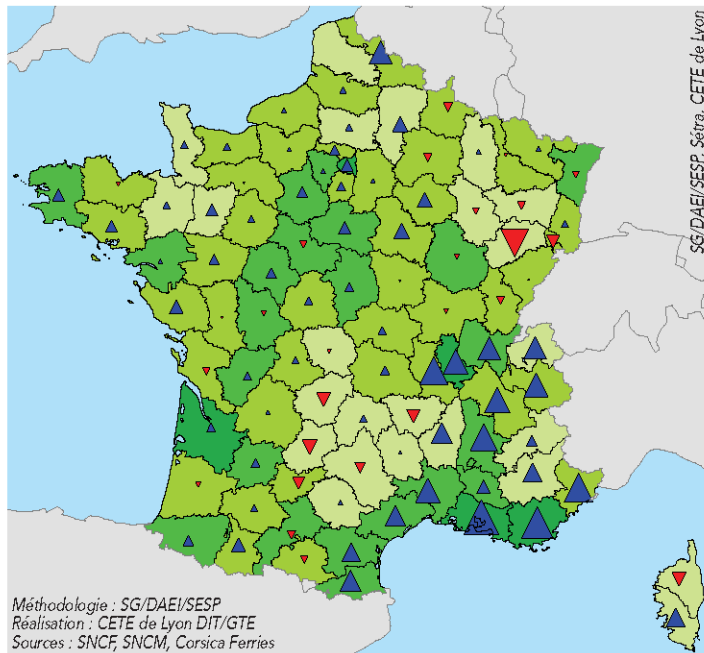 SG/DAEI/SESP, Sétra, CETE de Lyon
Méthodologie : SG/DAEI/SESP
Réalisation : CETE de Lyon DIT/GTE
Sources : SNCF, SNCM, Corsica Ferries